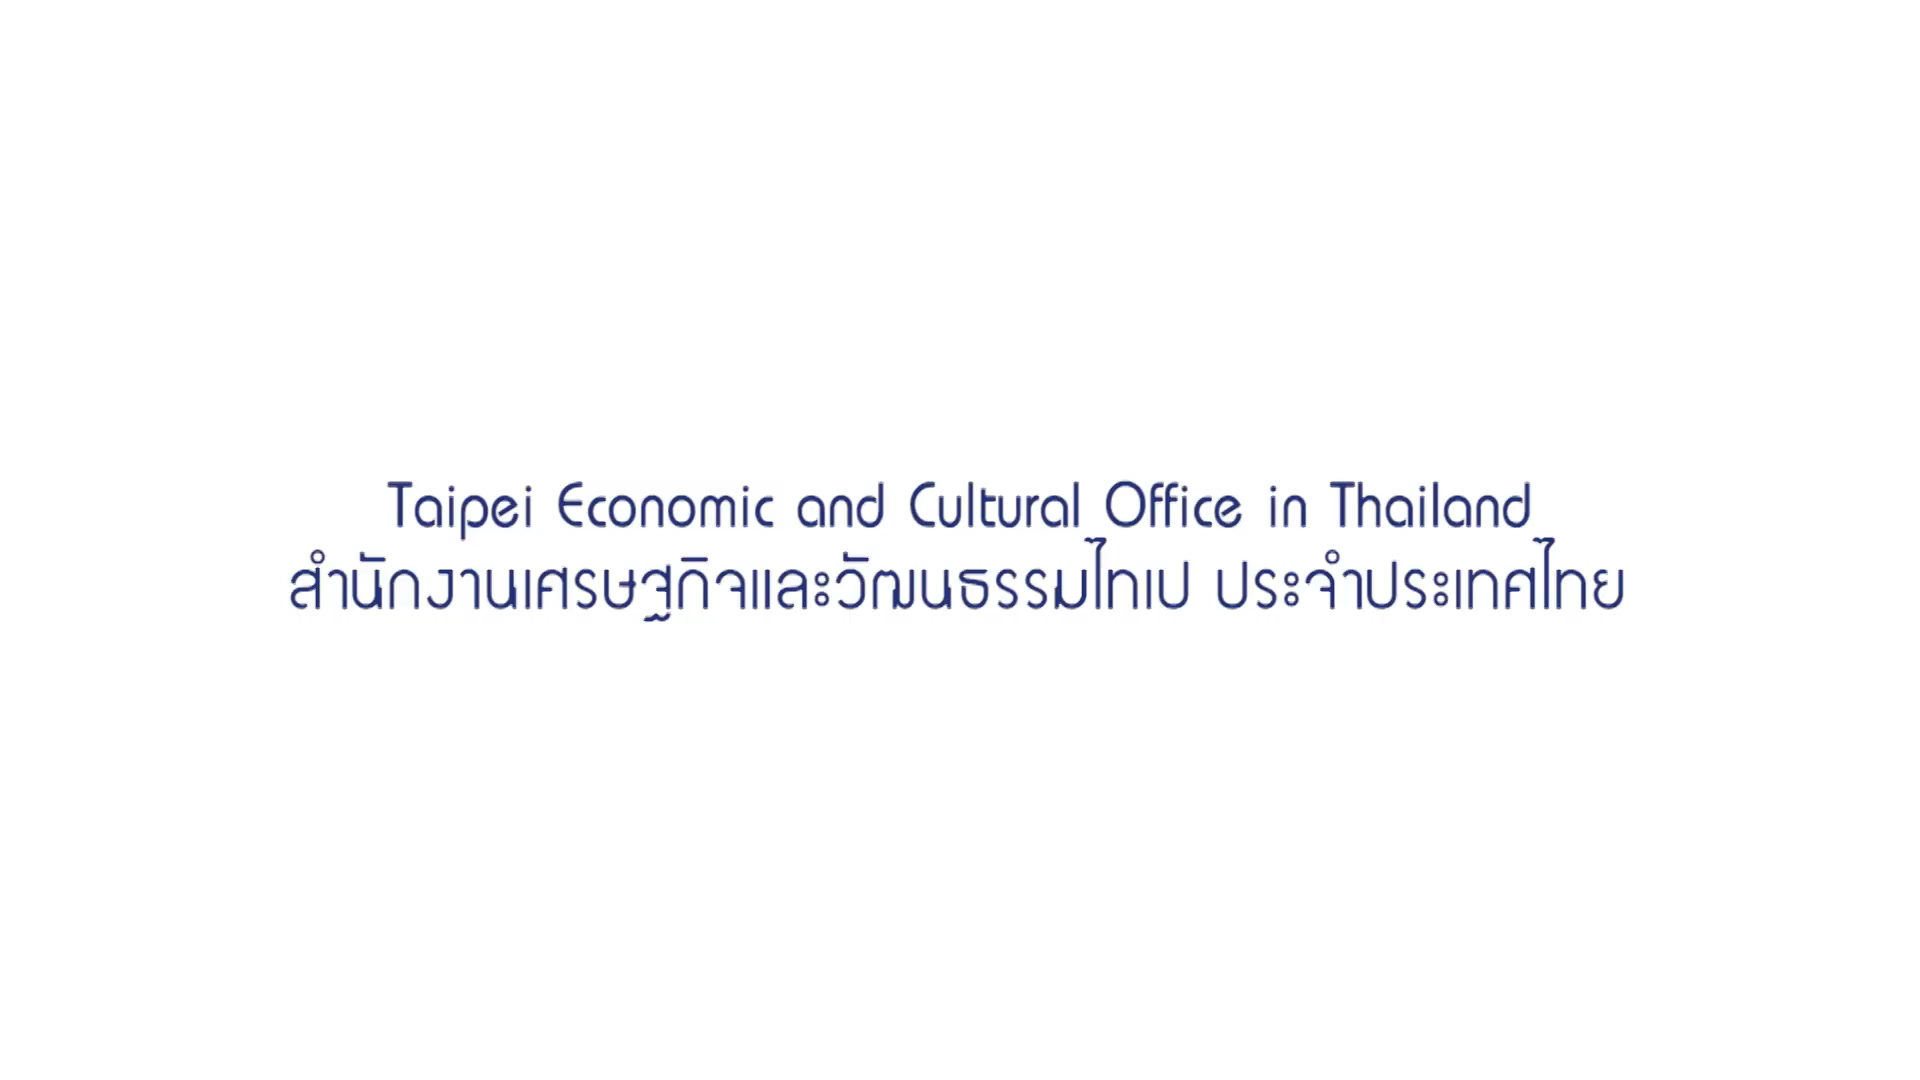 Taipei Economic and Cultural Office in Thailand
สำนักงานเศรษฐกิจและวัฒนธรรมไทเป ประจำประเทศไทย